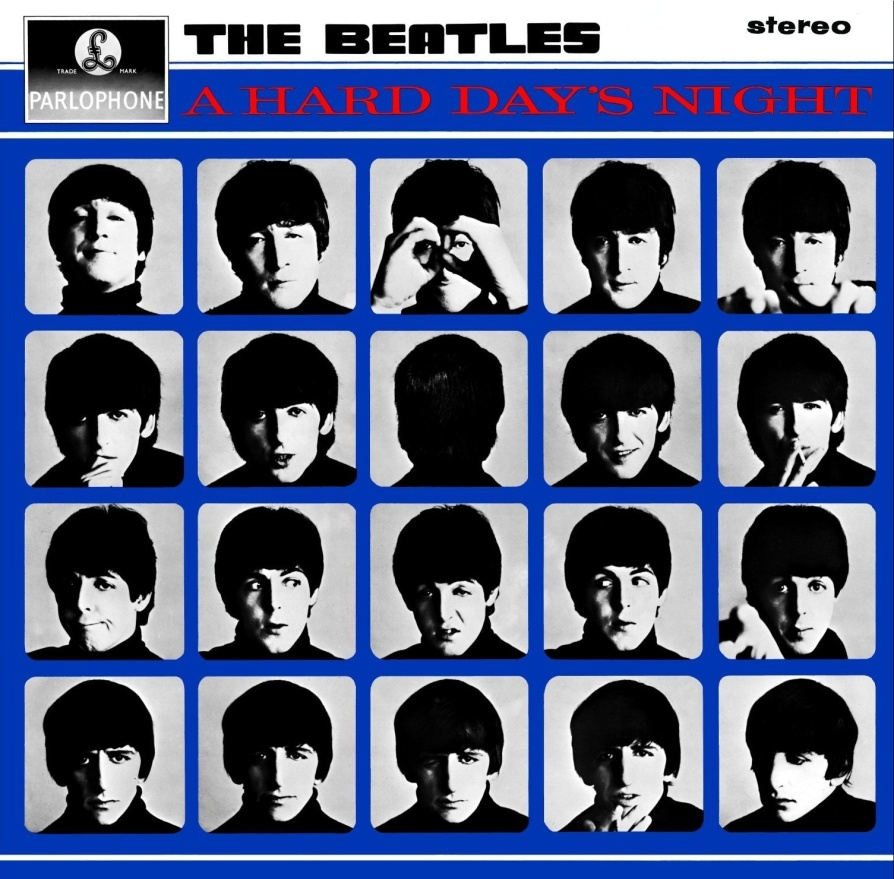 THE BEATLES
stereo
£
TRADE MARK
PARLOPHONE
A HARD DAY'S NIGHT